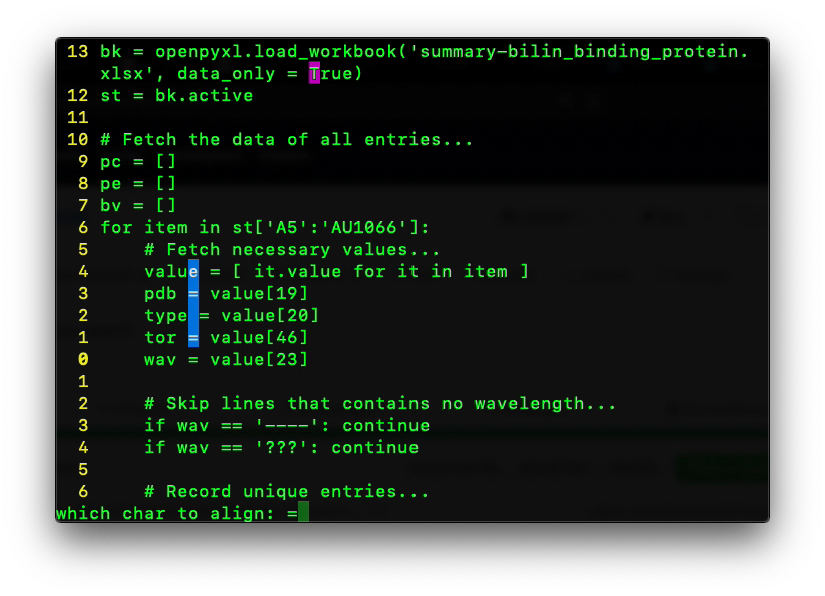 13 bk = openpyxl.load_workbook('summary-bilin_binding_protein.
xlsx', data_only = True)
12 st = bk.active
11
10 # Fetch the data of all entries...
9 pc = []
8 pe = []
7 bv = []
6 for item in st['A5':'AU1066']:
5 # Fetch necessary values...
4 value = [ it.value for it in item ]
3 pdb = value[19]
2 type = value[20]
1 tor = value[46]
0 wav = value[23]
1
2 # Skip lines that contains no wavelength...
3 if wav == '----': continue
4 if wav == '???': continue
5
6 # Record unique entries...
which char to align: =